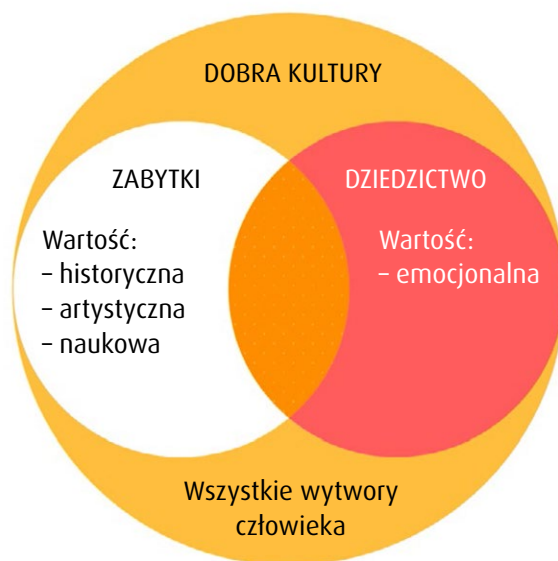 DOBRA KULTURY
ZABYTKI
Wartość:
– historyczna
– artystyczna
– naukowa
DZIEDZICTWO
Wartość:
– emocjonalna
Wszystkie wytwory
człowieka